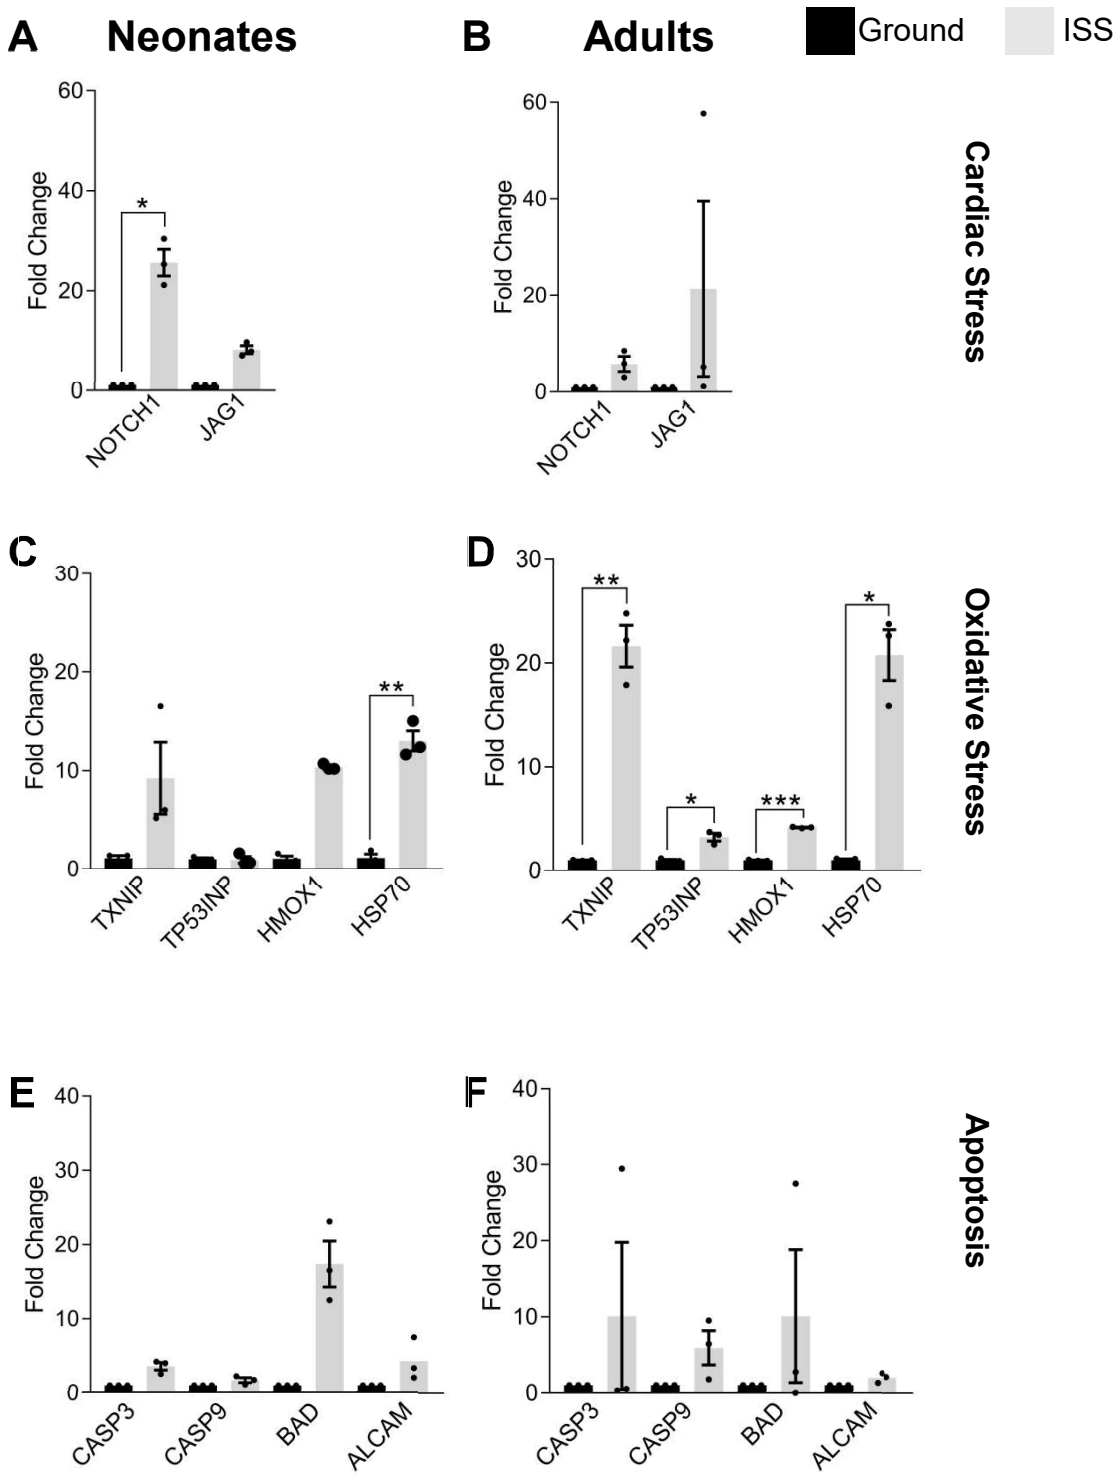 A Neonates
B Adults
Ground ISS
60
40
20
0
Fold Change
*
NOTCH1
JAG1
60
40
20
0
Fold Change
NOTCH1
JAG1
Cardiac Stress
C
30
20
10
0
Fold Change
**
TXNIP
TP53INP
HMOX1
HSP70
D
30
20
10
0
Fold Change
**
*
***
*
TXNIP
TP53INP
HMOX1
HSP70
Oxidative Stress
E
40
30
20
10
0
Fold Change
CASP3
CASP9
BAD
ALCAM
F
40
30
20
10
0
Fold Change
CASP3
CASP9
BAD
ALCAM
Apoptosis